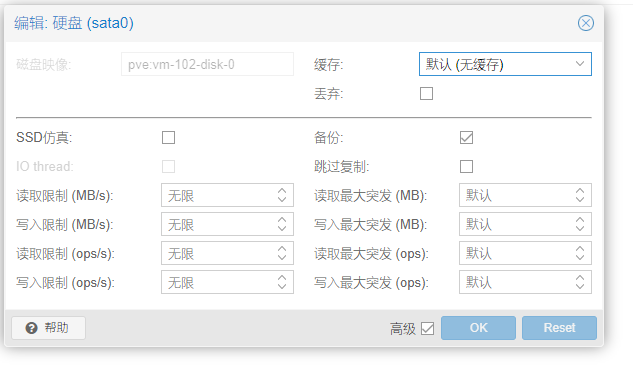 编辑: 硬盘 (sata0)
磁盘映像: pve:vm-102-disk-0 缓存: 默认 (无缓存)
丢弃:
SSD仿真: 备份:
IO thread: 跳过复制:
读取限制 (MB/s): 无限 读取最大突发 (MB): 默认
写入限制 (MB/s): 无限 写入最大突发 (MB): 默认
读取限制 (ops/s): 无限 读取最大突发 (ops): 默认
写入限制 (ops/s): 无限 写入最大突发 (ops): 默认
帮助 高级 OK Reset